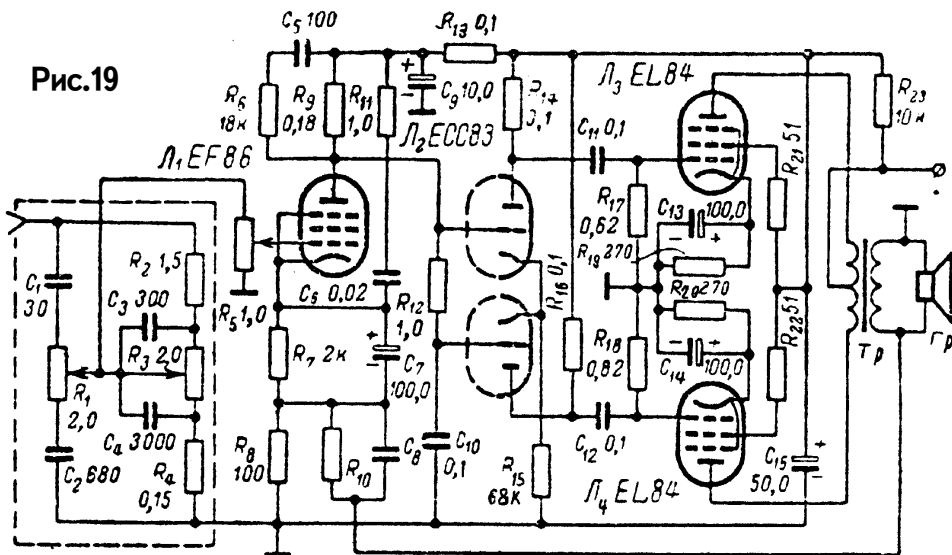 Рис.19
C5 100
R13 0,1
Л3 EL84
R6 18к
R9 0,18
R11 1,0
C9 10,0
R14 0,1
R23 10к
Л2 ECC83
C11 0,1
R21 51
Л1 EF86
R17 0,62
C13 100,0
R19 270
R2 1,5
C1 30
C3 300
R5 1,0
C6 0,02
R12 1,0
R16 0,1
R20 270
R22 51
R3 2,0
R7 2к
C7 100,0
R18 0,82
C14 100,0
Тр
Гр
R1 2,0
C4 3000
C2 680
R4 0,15
R8 100
R10
C8
C10 0,1
R15 68к
C12 0,1
Л4 EL84
C15 50,0